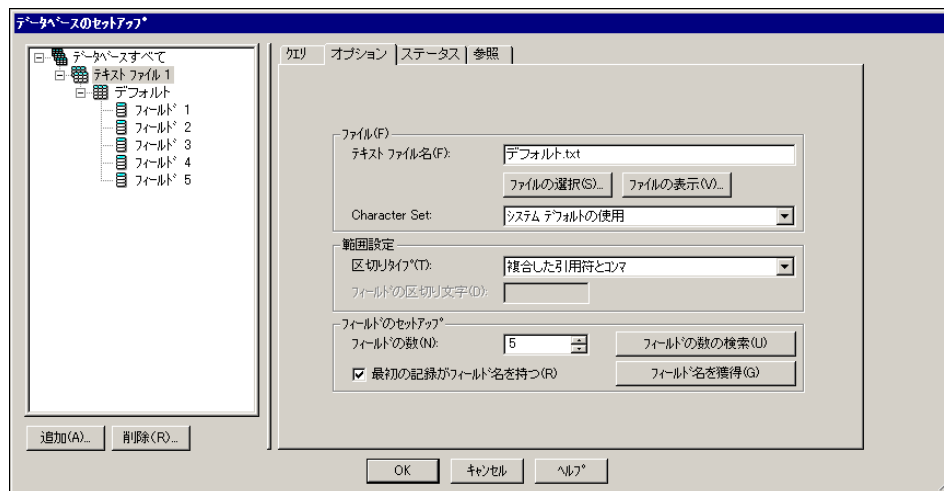 データベースのセットアップ
データベースすべて
テキスト ファイル 1
デフォルト
フィールド 1
フィールド 2
フィールド 3
フィールド 4
フィールド 5
追加(A)...
削除(R)...
クエリ
オプション
ステータス
参照
ファイル(F)
テキスト ファイル名(F):
デフォルト.txt
ファイルの選択(S)...
ファイルの表示(V)...
Character Set:
システム デフォルトの使用
範囲設定
区切りタイプ(T):
複合した引用符とコンマ
フィールドの区切り文字(D):
フィールドのセットアップ
フィールドの数(N):
5
フィールドの数の検索(U)
最初の記録がフィールド名を持つ(R)
フィールド名を獲得(G)
OK
キャンセル
ヘルプ